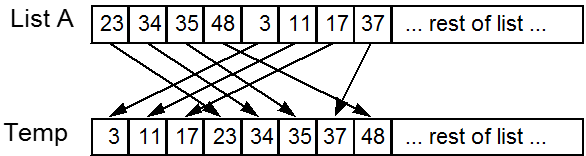 List A 23 34 35 48 3 11 17 37 ... rest of list ...
Temp 3 11 17 23 34 35 37 48 ... rest of list ...